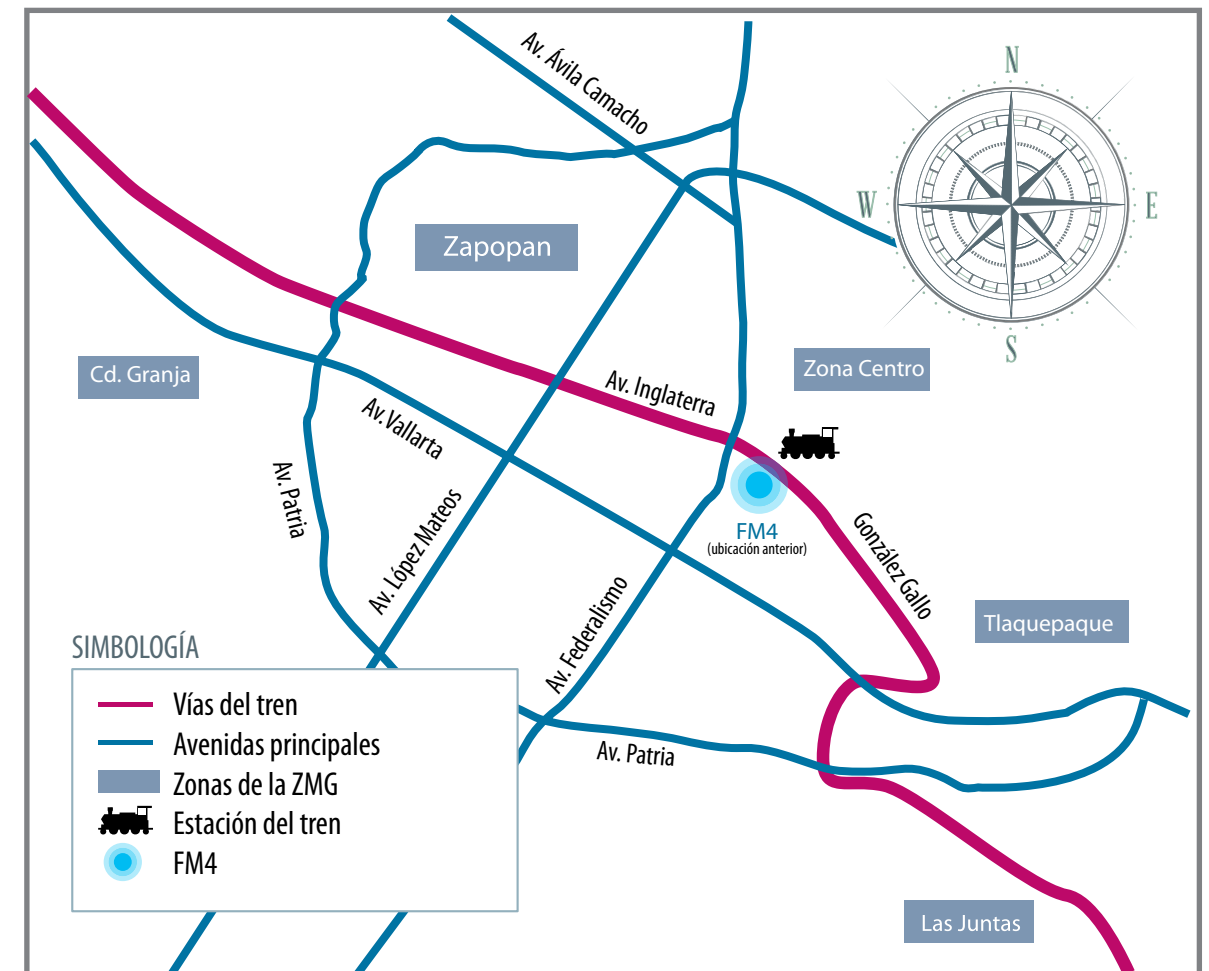 N
Av. Ávila Camacho
W
E
Zapopan
S
Zona Centro
Cd. Granja
Av. Inglaterra
Av. Vallarta
Av. Patria
Av. López Mateos
FM4
(ubicación anterior)
González Gallo
Av. Federalismo
Tlaquepaque
SIMBOLOGÍA
Vías del tren
Avenidas principales
Zonas de la ZMG
Estación del tren
FM4
Av. Patria
Las Juntas